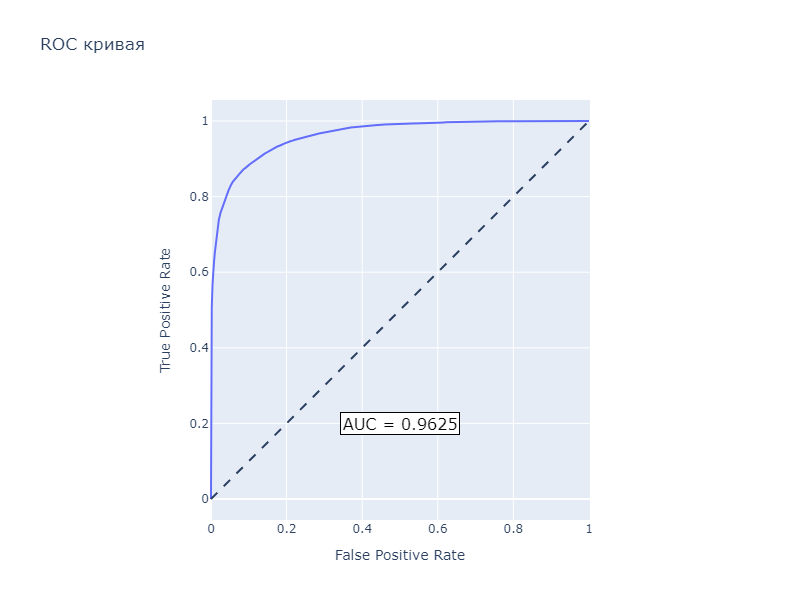 ROC кривая
1
0.8
0.6
0.4
0.2
0
True Positive Rate
AUC = 0.9625
0 0.2 0.4 0.6 0.8 1
False Positive Rate